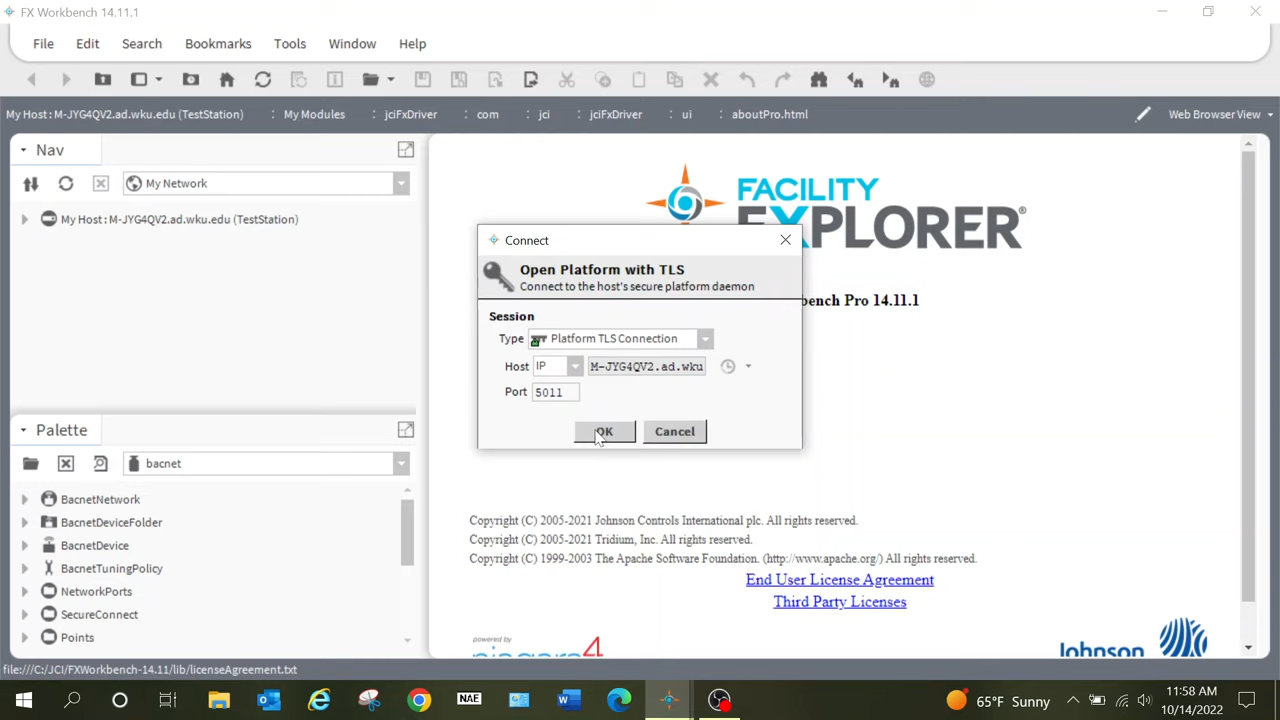 FX Workbench 14.11.1
File Edit Search Bookmarks Tools Window Help
My Host : M-JYG4QV2.ad.wku.edu (TestStation) : My Modules : jciFxDriver : com : jci : jciFxDriver : ui : aboutPro.html Web Browser View
Nav
My Network
My Host : M-JYG4QV2.ad.wku.edu (TestStation)
Palette
bacnet
BacnetNetwork
BacnetDeviceFolder
BacnetDevice
BacnetTuningPolicy
NetworkPorts
SecureConnect
Points
FACILITY
EXPLORER®
bench Pro 14.11.1
Connect
Open Platform with TLS
Connect to the host's secure platform daemon
Session
Type Platform TLS Connection
Host IP M-JYG4QV2.ad.wku
Port 5011
OK Cancel
Copyright (C) 2005-2021 Johnson Controls International plc. All rights reserved.
Copyright (C) 2005-2021 Tridium, Inc. All rights reserved.
Copyright (C) 1999-2003 The Apache Software Foundation. (http://www.apache.org/) All rights reserved.
End User License Agreement
Third Party Licenses
powered by
niagara4
Johnson
file:///C:/JCI/FXWorkbench-14.11/lib/licenseAgreement.txt
NAE
65°F Sunny
11:58 AM
10/14/2022